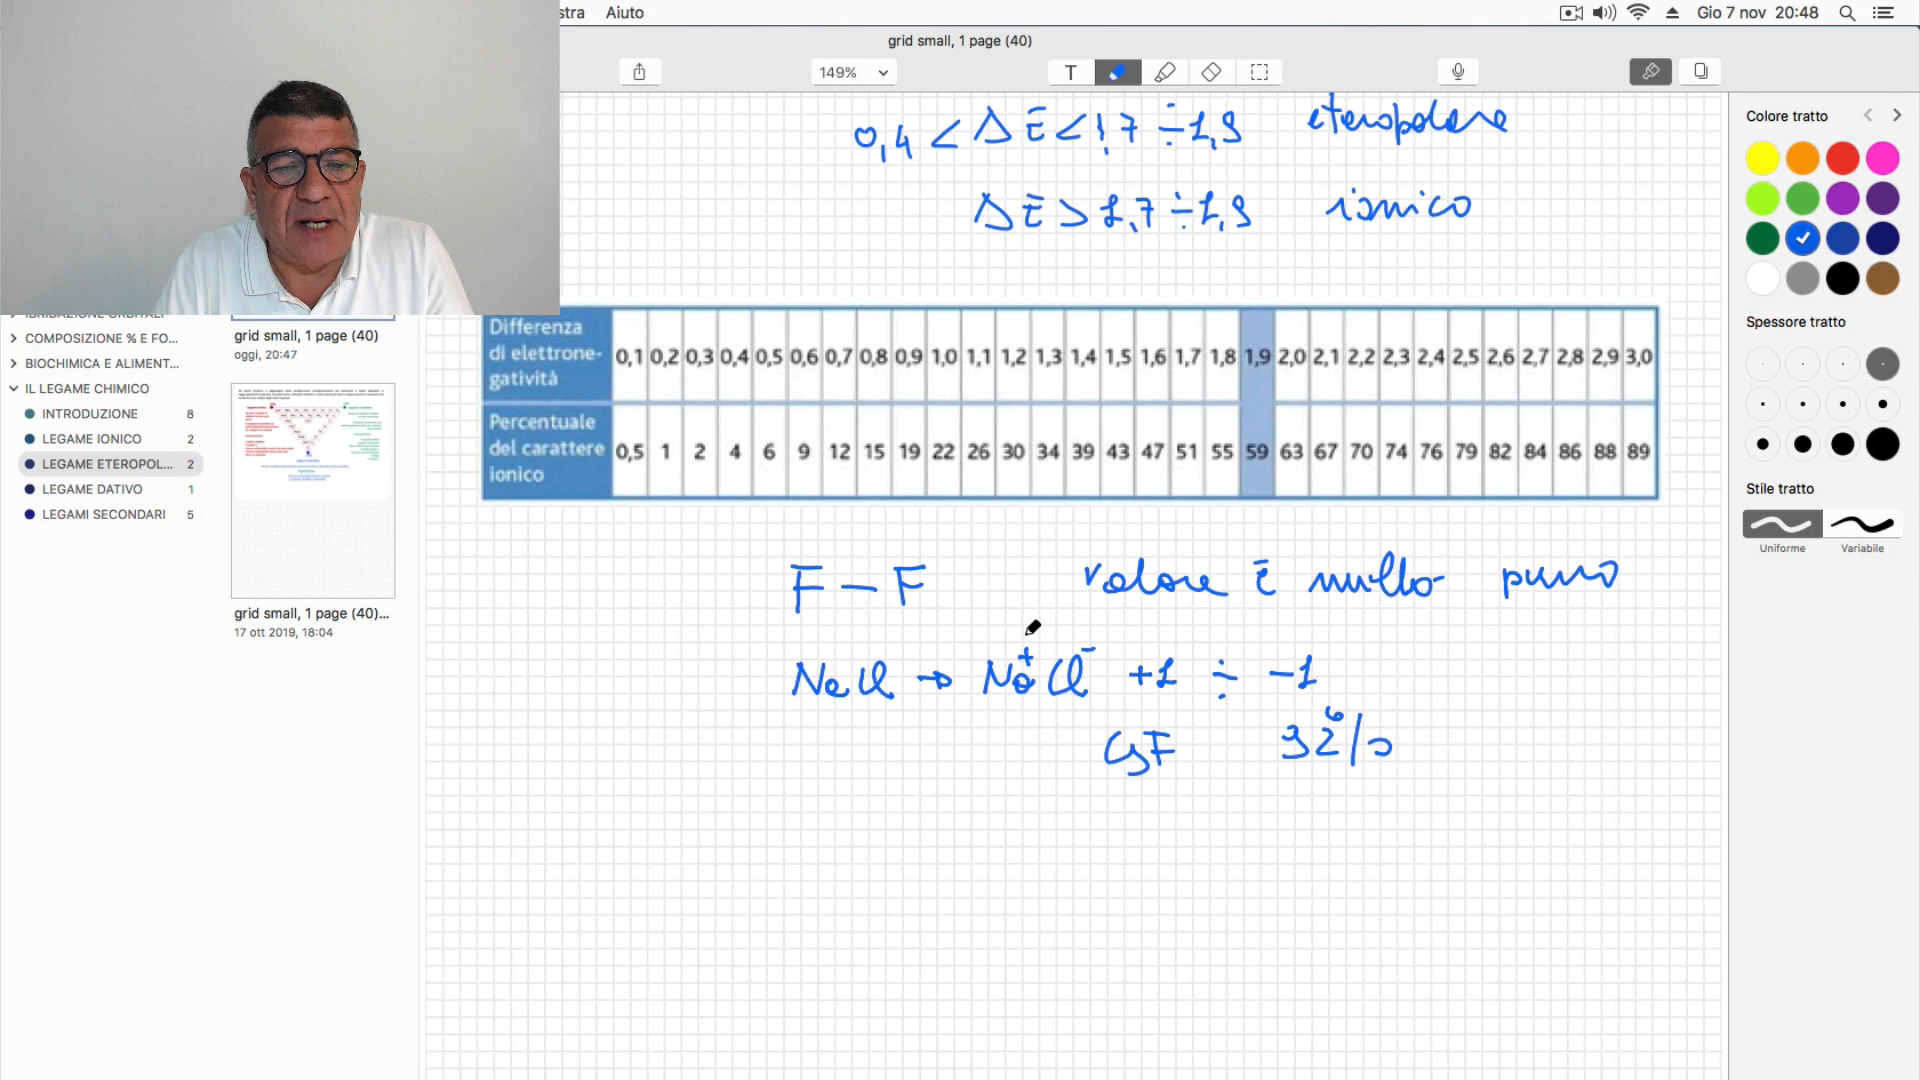 stra Aiuto Gio 7 nov 20:48
grid small, 1 page (40)
149% T
0,4 < ΔE < 1,7 ÷ 1,9 eteropolare
ΔE > 1,7 ÷ 1,9 ionico
Differenza di elettrone-gatività 0,1 0,2 0,3 0,4 0,5 0,6 0,7 0,8 0,9 1,0 1,1 1,2 1,3 1,4 1,5 1,6 1,7 1,8 1,9 2,0 2,1 2,2 2,3 2,4 2,5 2,6 2,7 2,8 2,9 3,0
Percentuale del carattere ionico 0,5 1 2 4 6 9 12 15 19 22 26 30 34 39 43 47 51 55 59 63 67 70 74 76 79 82 84 86 88 89
F — F valore è nullo puro
NaCl → Na⁺Cl⁻ +1 ÷ -1
CsF 92%
IBRIDAZIONE ORBITALI
COMPOSIZIONE % E FO...
BIOCHIMICA E ALIMENT...
IL LEGAME CHIMICO
INTRODUZIONE 8
LEGAME IONICO 2
LEGAME ETEROPOL... 2
LEGAME DATIVO 1
LEGAMI SECONDARI 5
grid small, 1 page (40)
oggi, 20:47
grid small, 1 page (40)...
17 ott 2019, 18:04
Colore tratto
Spessore tratto
Stile tratto
Uniforme Variabile